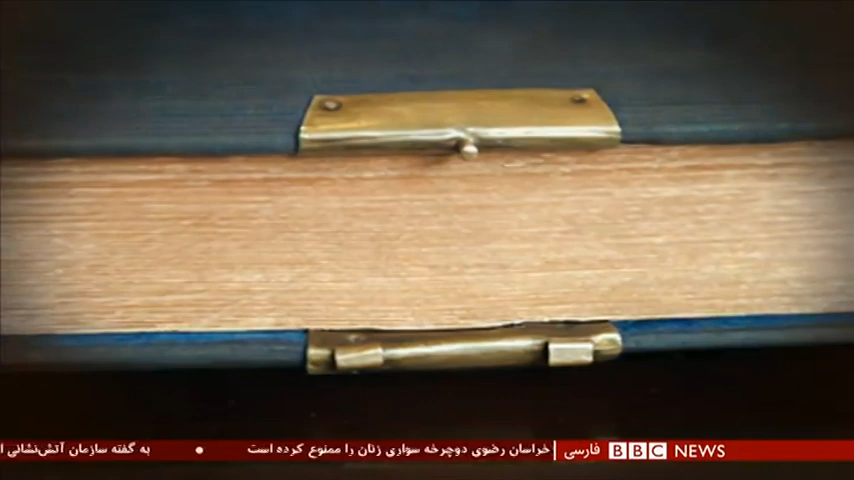 BBC NEWS فارسی
خراسان رضوی دوچرخه سواری زنان را ممنوع کرده است • به گفته سازمان آتش‌نشانی